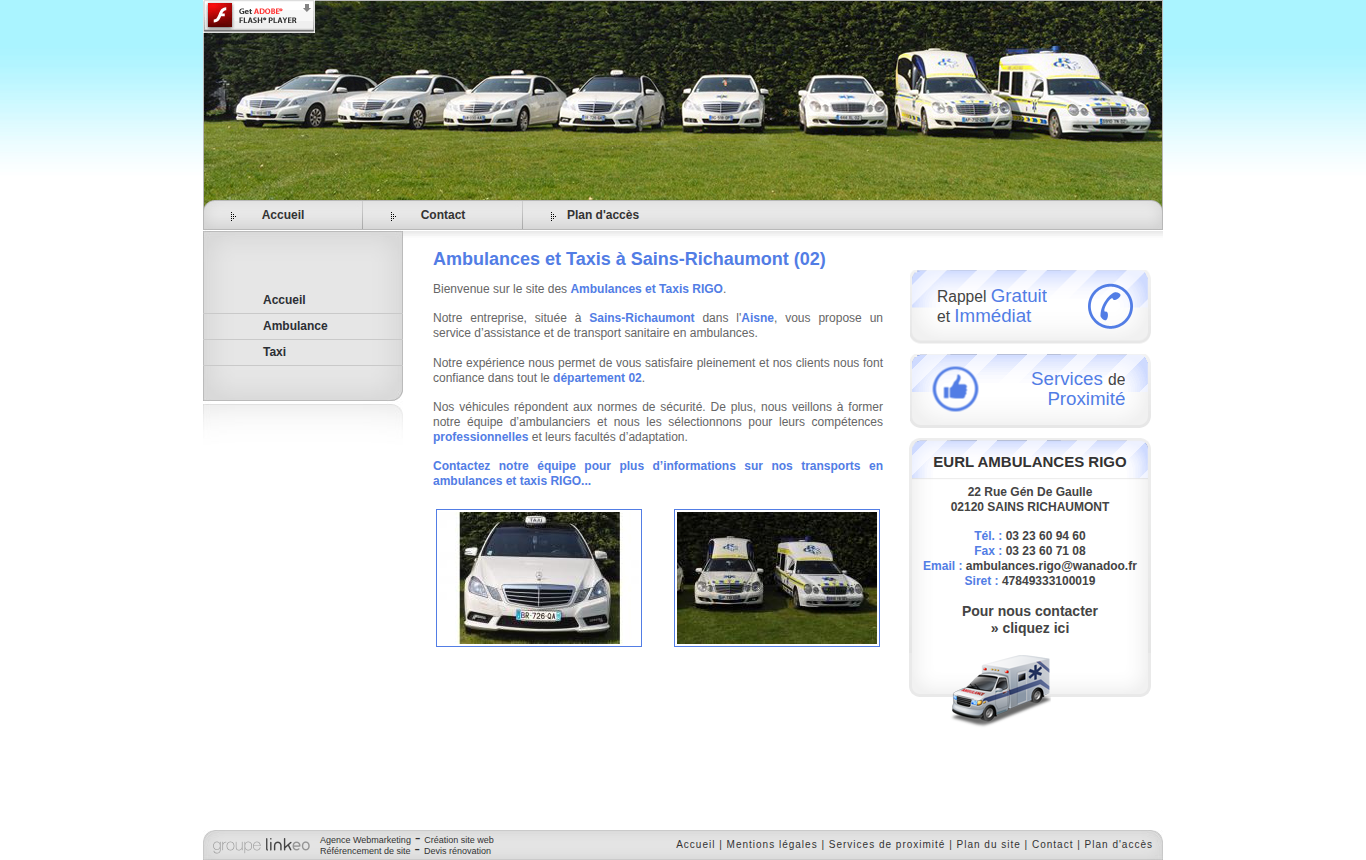 Get ADOBE®
FLASH® PLAYER
Accueil
Contact
Plan d'accès
Accueil
Ambulance
Taxi
Ambulances et Taxis à Sains-Richaumont (02)
Bienvenue sur le site des Ambulances et Taxis RIGO.
Notre entreprise, située à Sains-Richaumont dans l'Aisne, vous propose un
service d’assistance et de transport sanitaire en ambulances.
Notre expérience nous permet de vous satisfaire pleinement et nos clients nous font
confiance dans tout le département 02.
Nos véhicules répondent aux normes de sécurité. De plus, nous veillons à former
notre équipe d’ambulanciers et nous les sélectionnons pour leurs compétences
professionnelles et leurs facultés d’adaptation.
Contactez notre équipe pour plus d’informations sur nos transports en
ambulances et taxis RIGO...
TAXI
BR-726-QA
Rappel Gratuit
et Immédiat
Services de
Proximité
EURL AMBULANCES RIGO
22 Rue Gén De Gaulle
02120 SAINS RICHAUMONT
Tél. : 03 23 60 94 60
Fax : 03 23 60 71 08
Email : ambulances.rigo@wanadoo.fr
Siret : 47849333100019
Pour nous contacter
» cliquez ici
groupe linkeo
Agence Webmarketing - Création site web
Référencement de site - Devis rénovation
Accueil | Mentions légales | Services de proximité | Plan du site | Contact | Plan d'accès